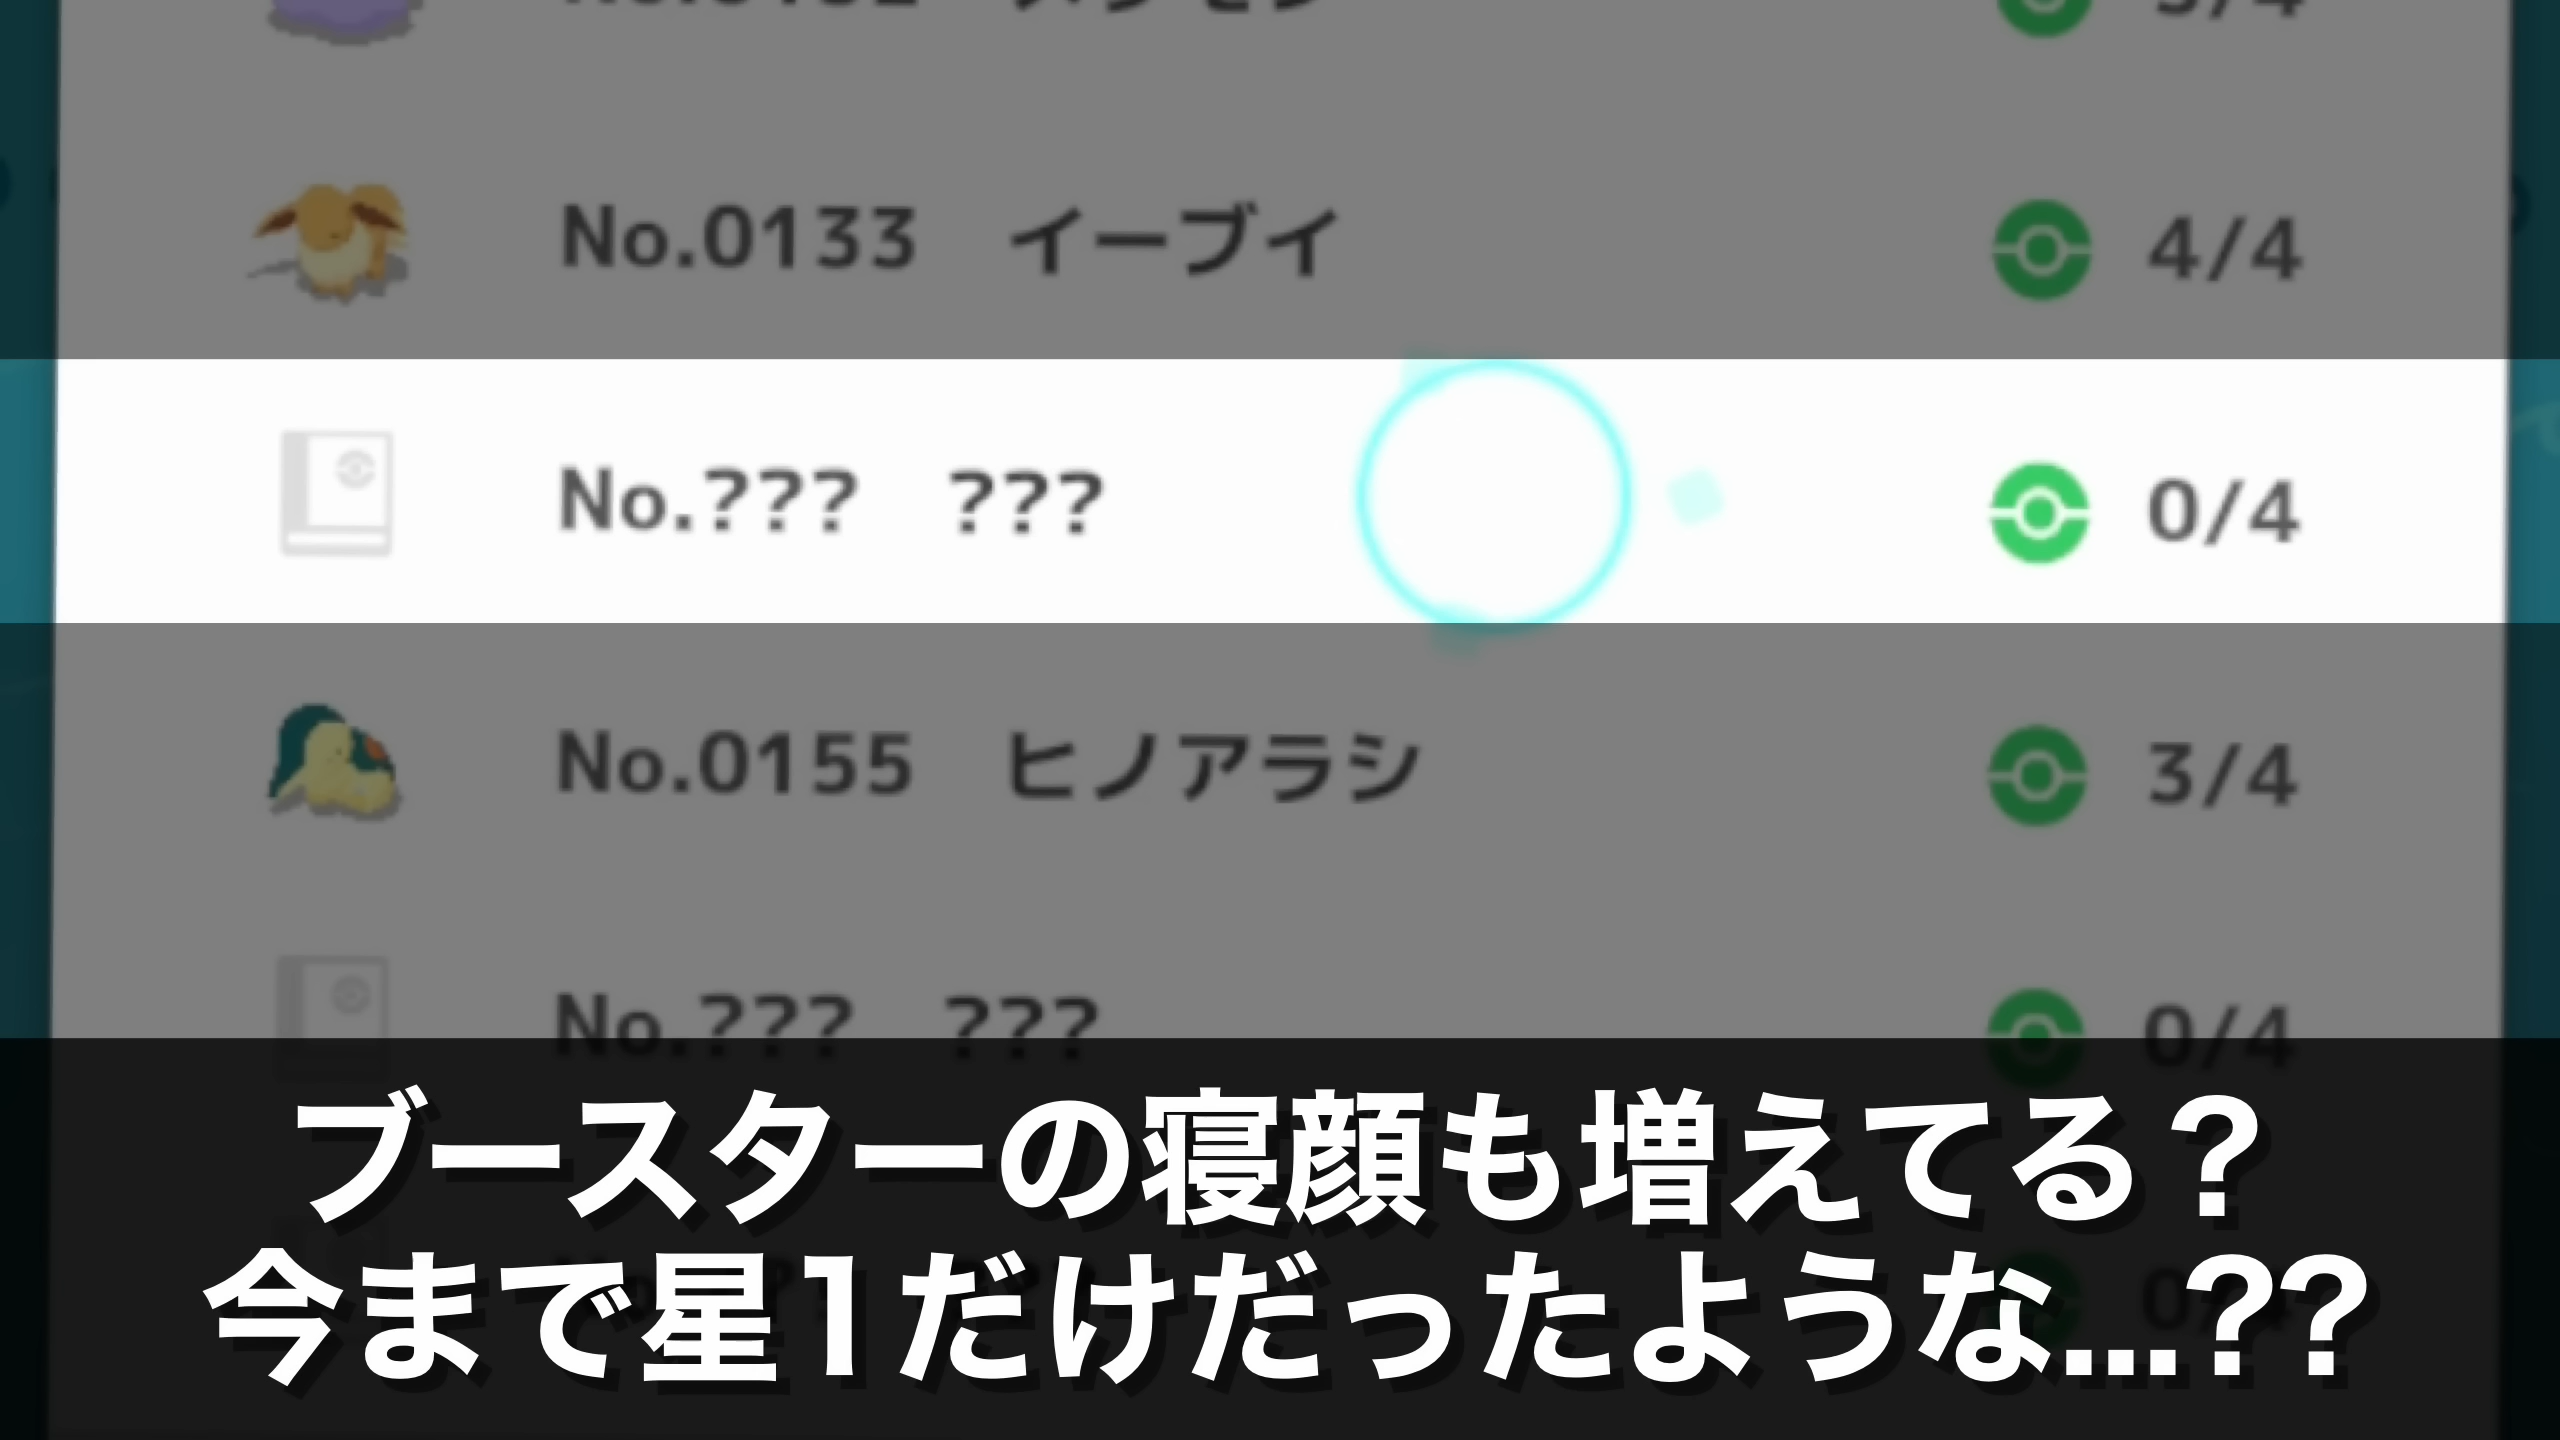 No.0133 イーブイ 4/4
No.??? ??? 0/4
No.0155 ヒノアラシ 3/4
No.??? ??? 0/4
ブースターの寝顔も増えてる？
今まで星1だけだったような...??